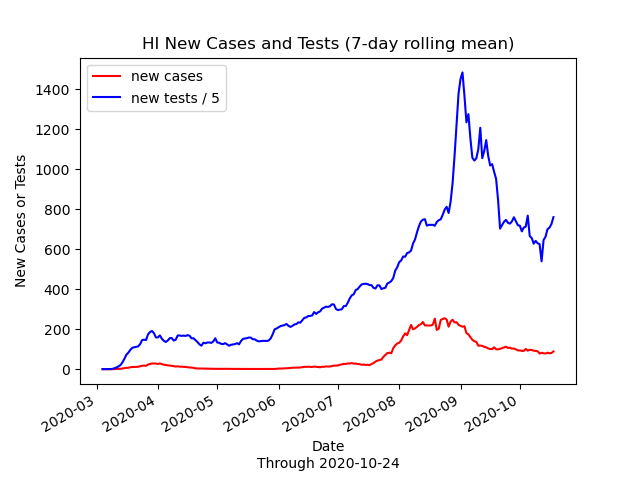 HI New Cases and Tests (7-day rolling mean)
new cases
new tests / 5
New Cases or Tests
1400
1200
1000
800
600
400
200
0
2020-03
2020-04
2020-05
2020-06
2020-07
2020-08
2020-09
2020-10
Date
Through 2020-10-24